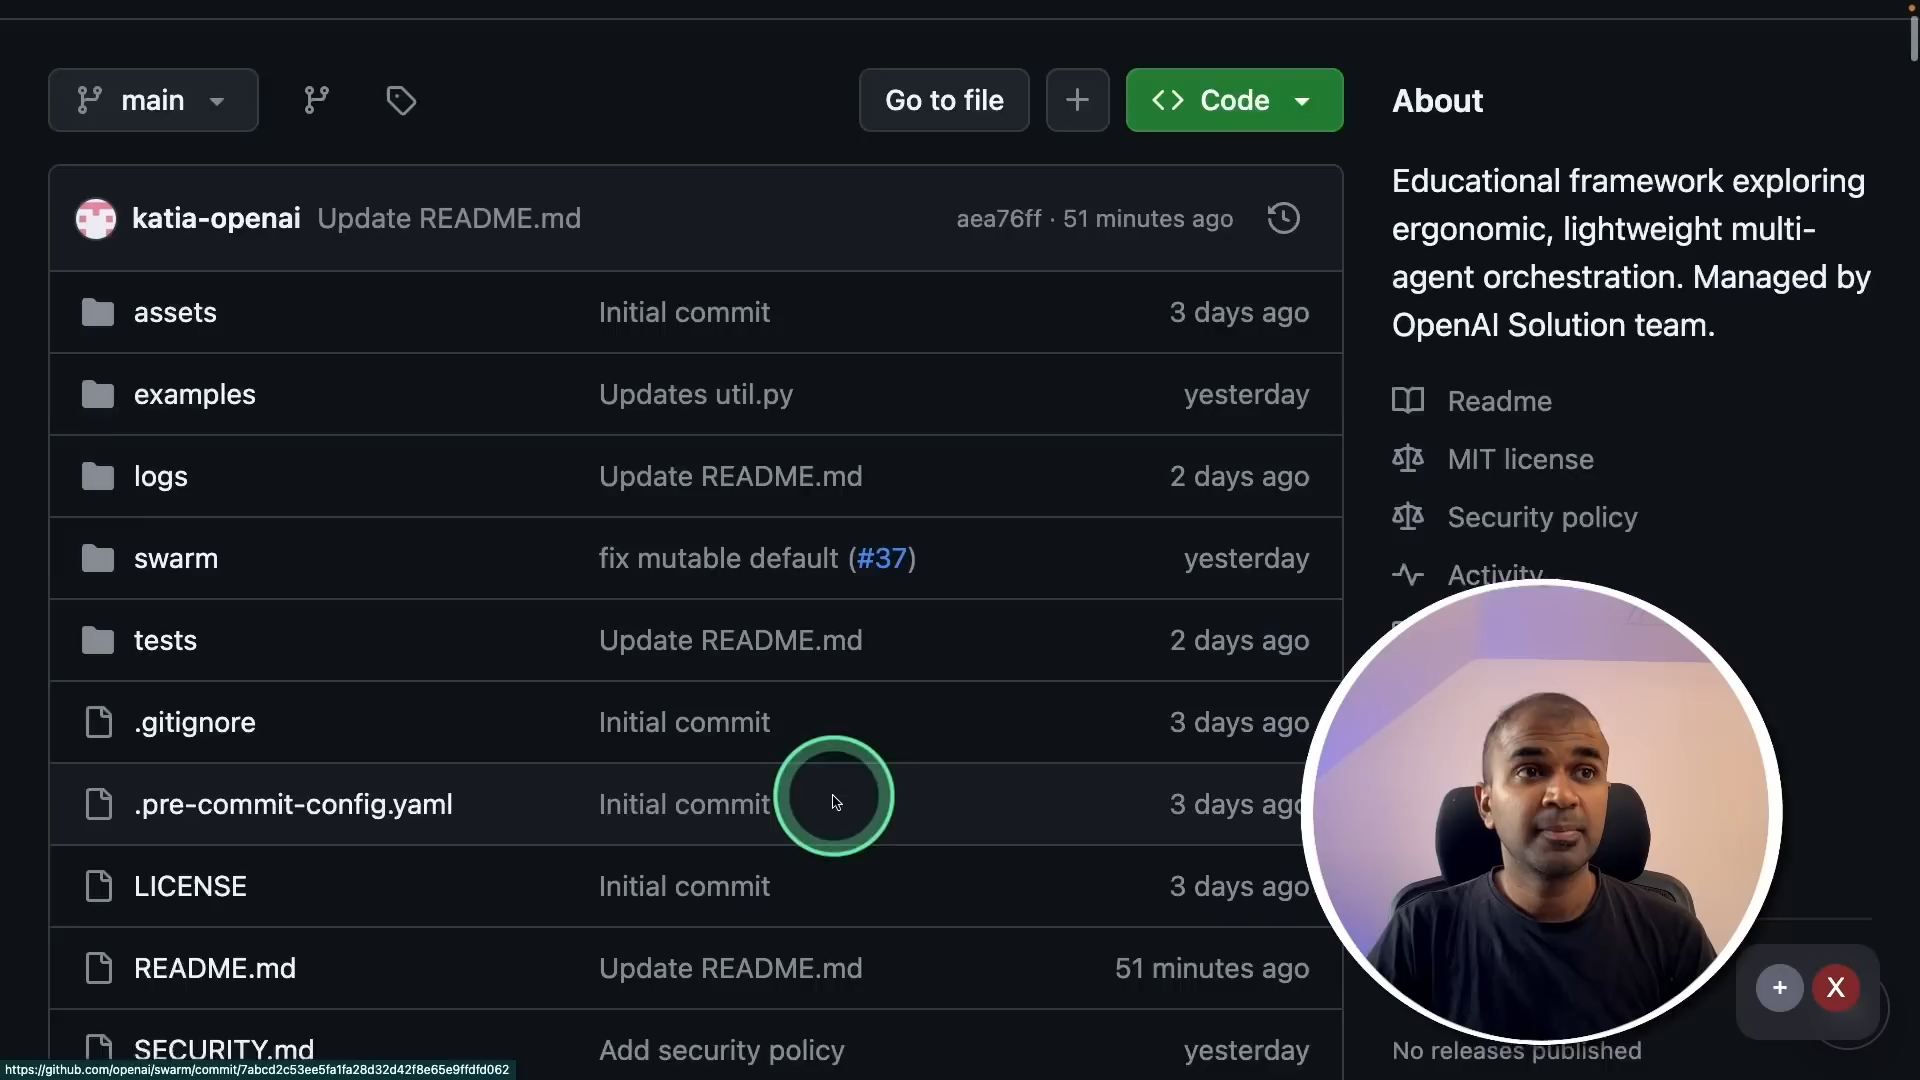 main
Go to file
Code
About
Educational framework exploring
ergonomic, lightweight multi-
agent orchestration. Managed by
OpenAI Solution team.
katia-openai Update README.md aea76ff · 51 minutes ago
assets Initial commit 3 days ago
examples Updates util.py yesterday
logs Update README.md 2 days ago
swarm fix mutable default (#37) yesterday
tests Update README.md 2 days ago
.gitignore Initial commit 3 days ago
.pre-commit-config.yaml Initial commit 3 days ago
LICENSE Initial commit 3 days ago
README.md Update README.md 51 minutes ago
SECURITY.md Add security policy yesterday
Readme
MIT license
Security policy
Activity
+ X
No releases published
https://github.com/openai/swarm/commit/7abcd2c53ee5fa1fa28d32d42f8e65e9ffdfd062